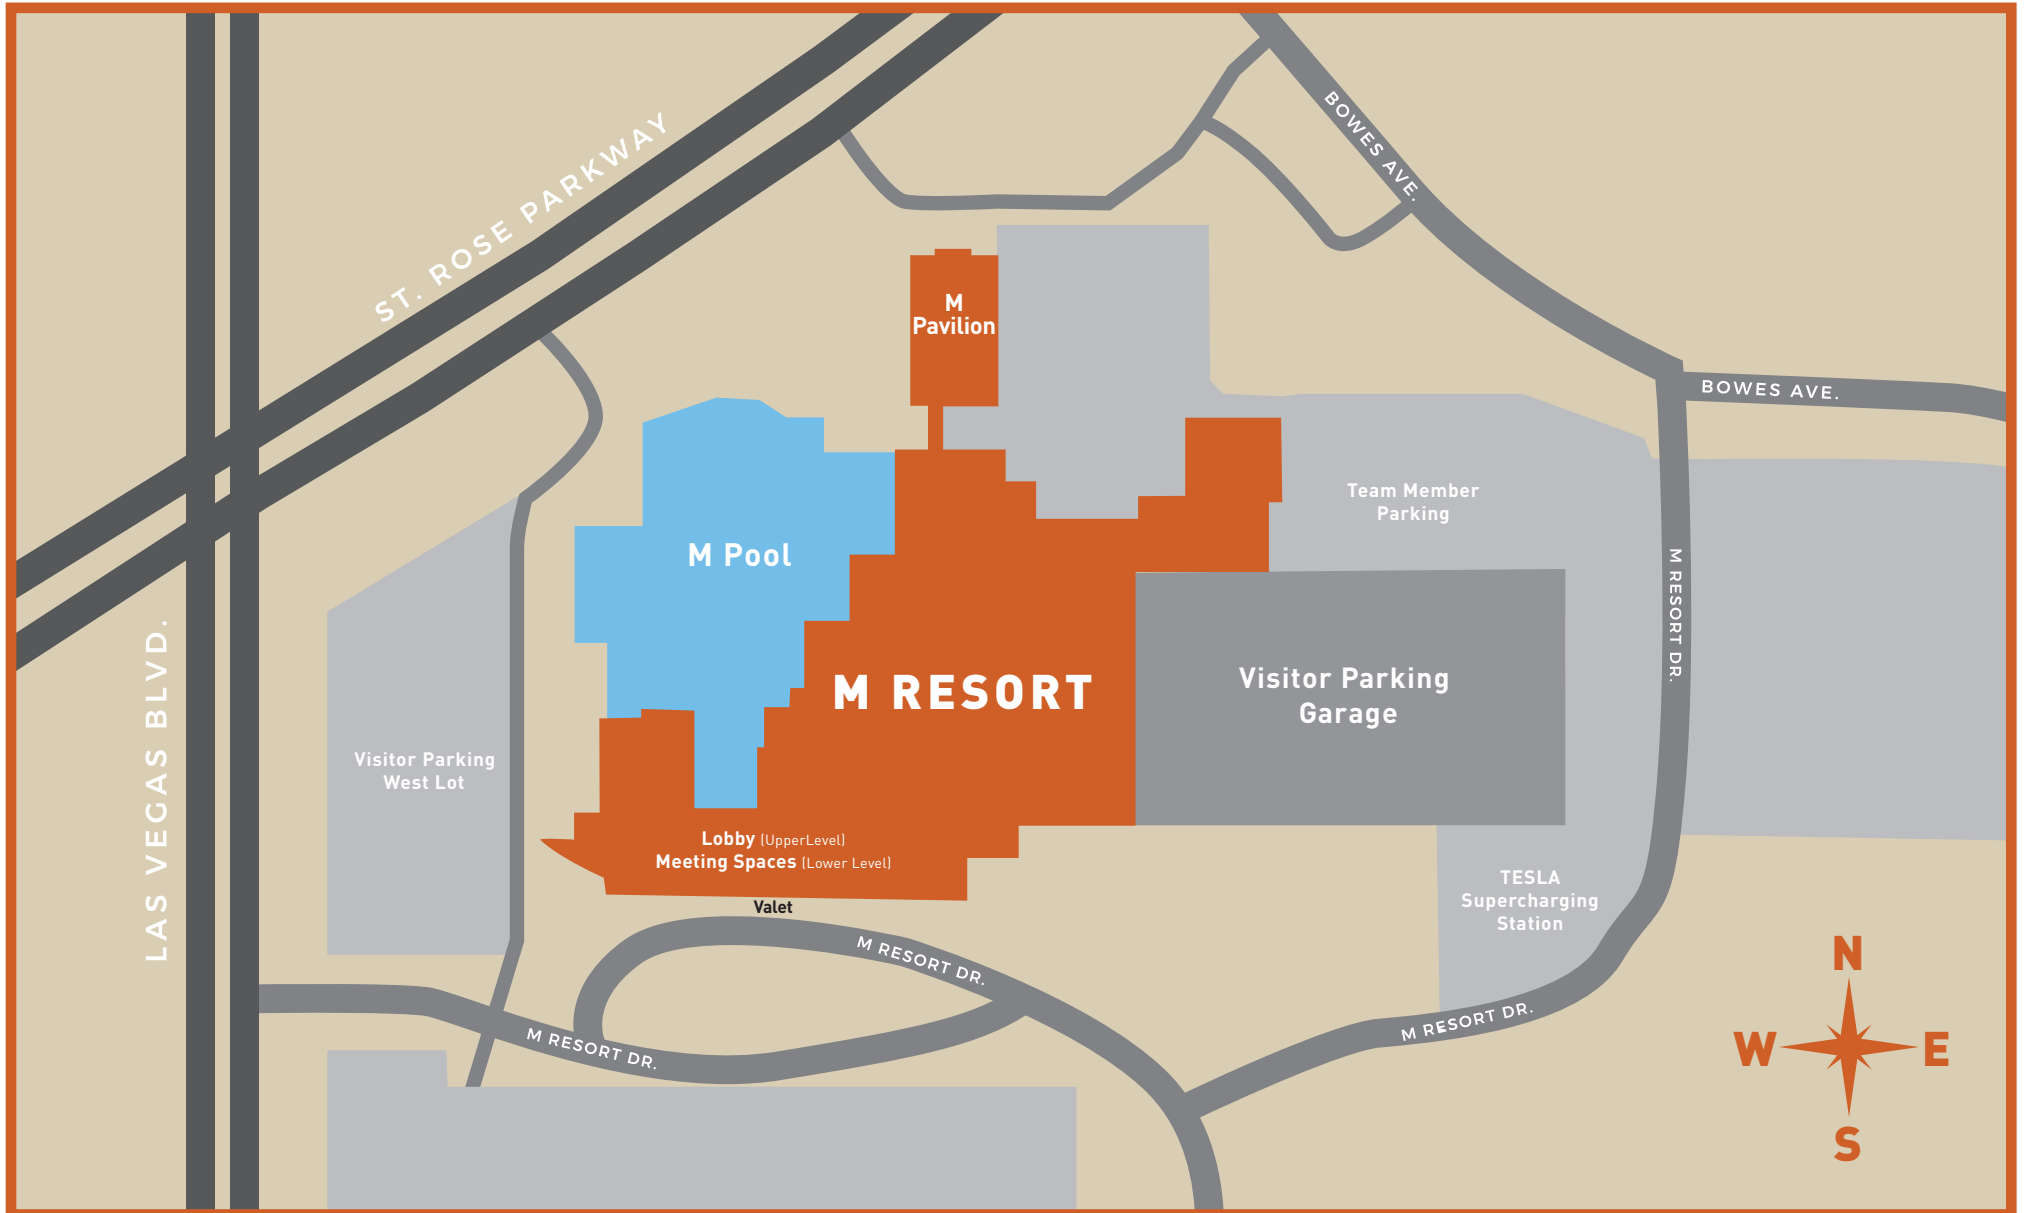 BOWES AVE.
ST. ROSE PARKWAY
M
Pavilion
BOWES AVE.
Team Member
Parking
M Pool
M RESORT DR.
LAS VEGAS BLVD.
M RESORT
Visitor Parking
Garage
Visitor Parking
West Lot
Lobby (UpperLevel)
Meeting Spaces (Lower Level)
Valet
TESLA
Supercharging
Station
M RESORT DR.
M RESORT DR.
M RESORT DR.
N
W
E
S